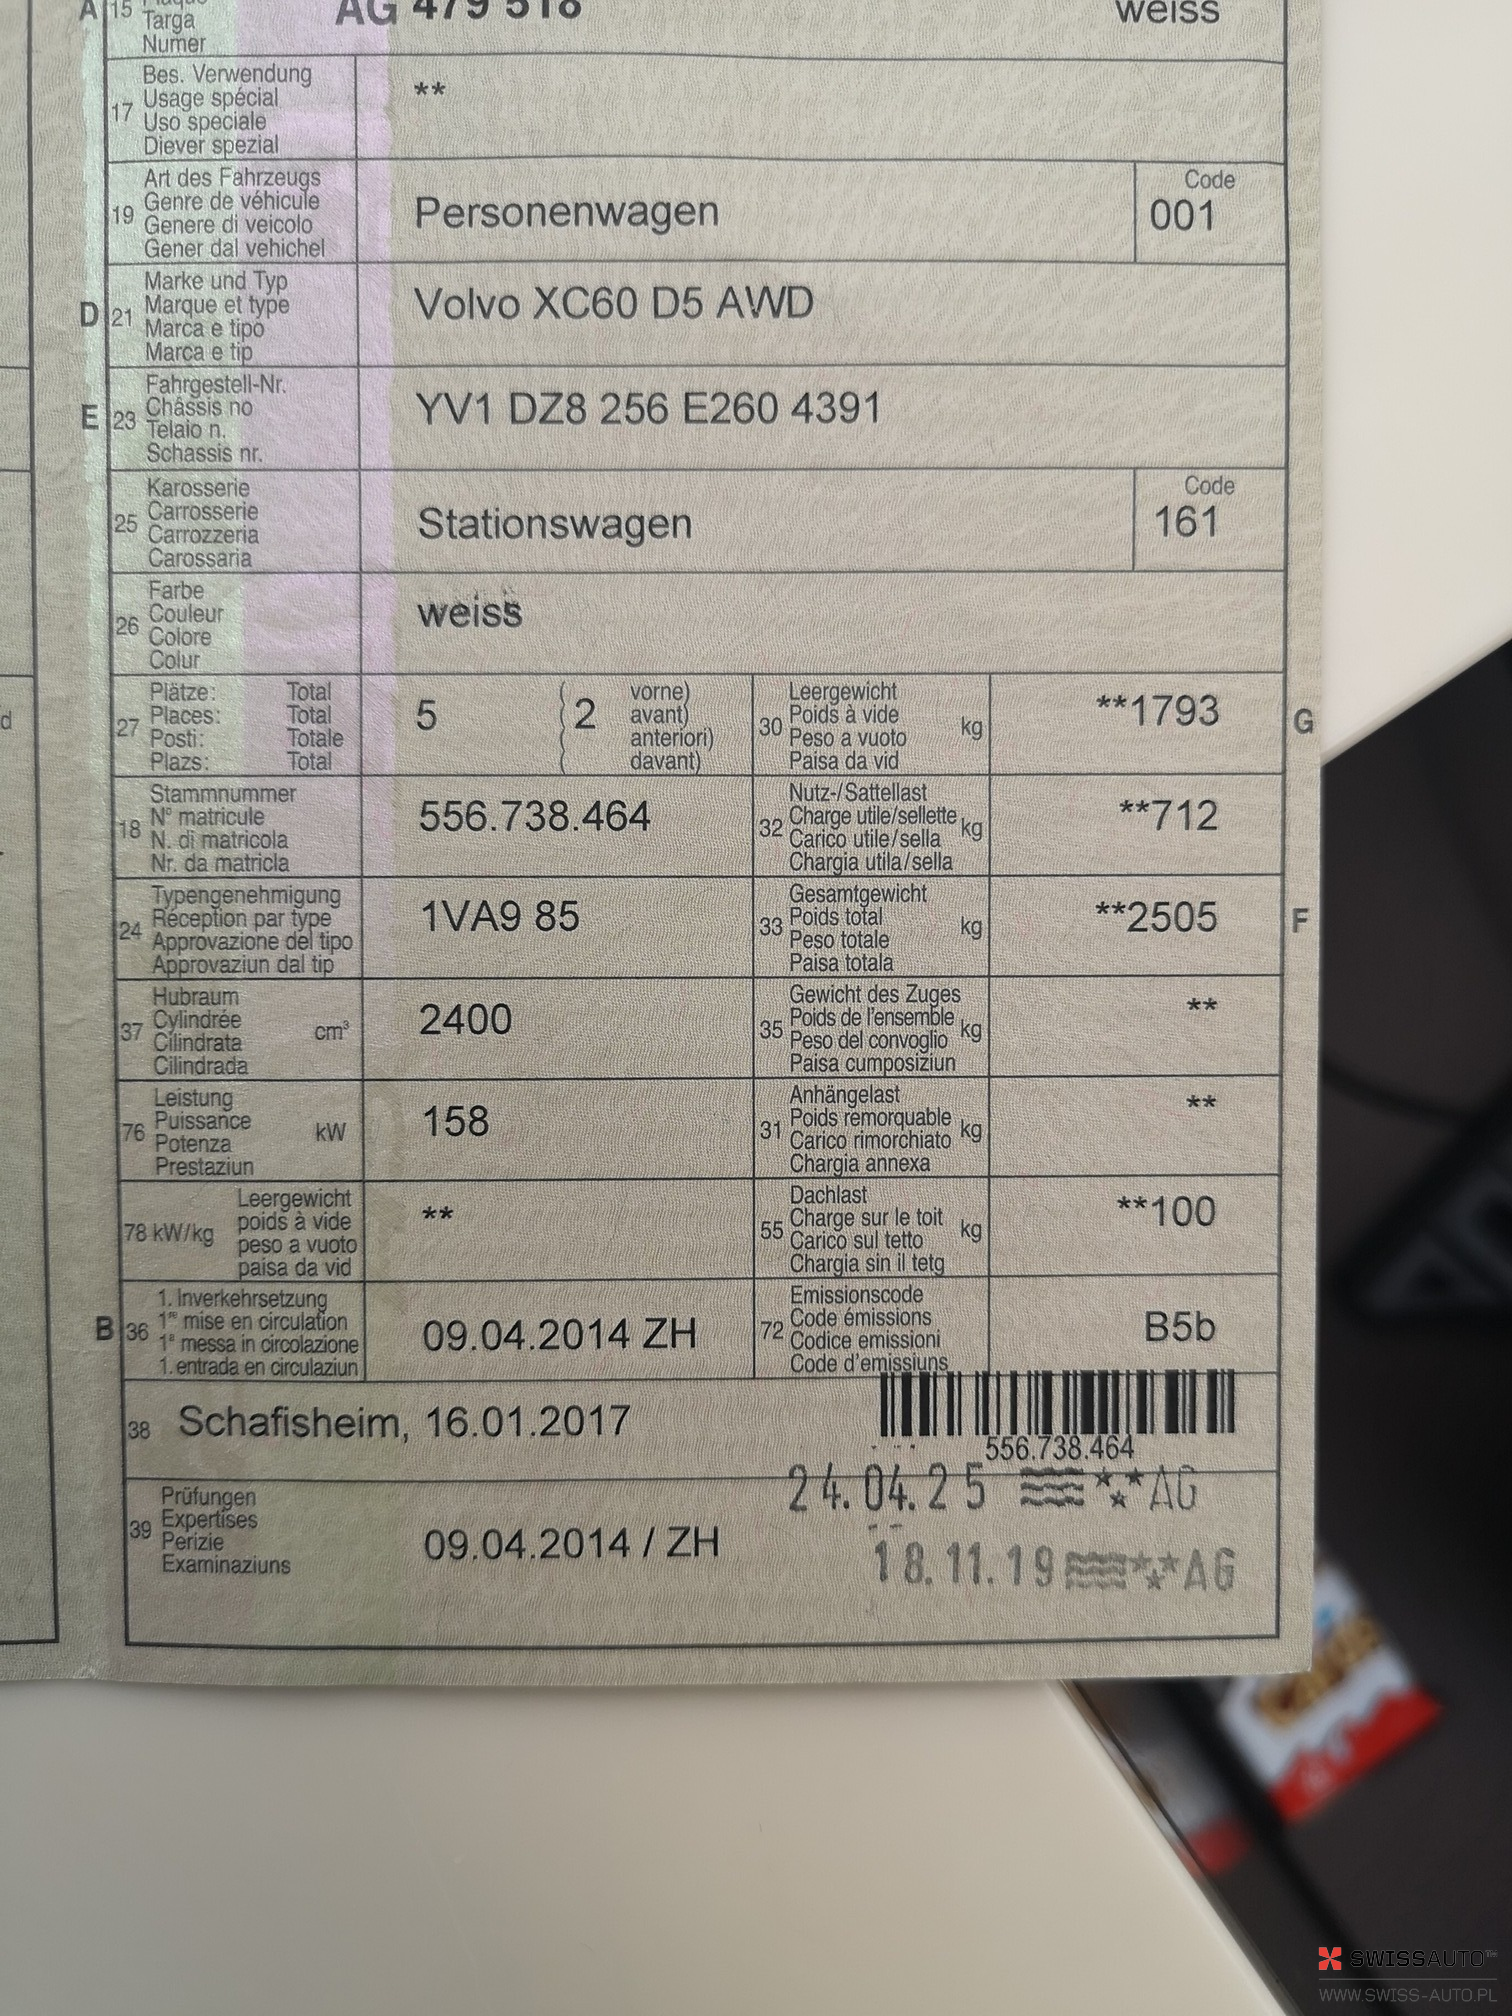 A 15
Targa
Numer
AG 479 518
weiss
17
Bes. Verwendung
Usage spécial
Uso speciale
Diever spezial
**
19
Art des Fahrzeugs
Genre de véhicule
Genere di veicolo
Gener dal vehichel
Personenwagen
Code
001
D 21
Marke und Typ
Marque et type
Marca e tipo
Marca e tip
Volvo XC60 D5 AWD
E 23
Fahrgestell-Nr.
Châssis no
Telaio n.
Schassis nr.
YV1 DZ8 256 E260 4391
25
Karosserie
Carrosserie
Carrozzeria
Carossaria
Stationswagen
Code
161
26
Farbe
Couleur
Colore
Colur
weiss
27
Plätze: Total
Places: Total
Posti: Totale
Plazs: Total
5
2
vorne)
avant)
anteriori)
davant)
30
Leergewicht
Poids à vide
Peso a vuoto
Paisa da vid
kg
**1793
G
18
Stammnummer
N° matricule
N. di matricola
Nr. da matricla
556.738.464
32
Nutz-/Sattellast
Charge utile/sellette
Carico utile/sella
Chargia utila/sella
kg
**712
24
Typengenehmigung
Réception par type
Approvazione del tipo
Approvaziun dal tip
1VA9 85
33
Gesamtgewicht
Poids total
Peso totale
Paisa totala
kg
**2505
F
37
Hubraum
Cylindrée
Cilindrata
Cilindrada
cm³
2400
35
Gewicht des Zuges
Poids de l'ensemble
Peso del convoglio
Paisa cumposiziun
kg
**
76
Leistung
Puissance
Potenza
Prestaziun
kW
158
31
Anhängelast
Poids remorquable
Carico rimorchiato
Chargia annexa
kg
**
78 kW/kg
Leergewicht
poids à vide
peso a vuoto
paisa da vid
**
55
Dachlast
Charge sur le toit
Carico sul tetto
Chargia sin il tetg
kg
**100
B 36
1. Inverkehrsetzung
1re mise en circulation
1a messa in circolazione
1. entrada en circulaziun
09.04.2014 ZH
72
Emissionscode
Code émissions
Codice emissioni
Code d'emissiuns
B5b
38 Schafisheim, 16.01.2017
556.738.464
24.04.25 AG
39
Prüfungen
Expertises
Perizie
Examinaziuns
09.04.2014 / ZH
18.11.19 AG
SWISSAUTO
WWW.SWISS-AUTO.PL